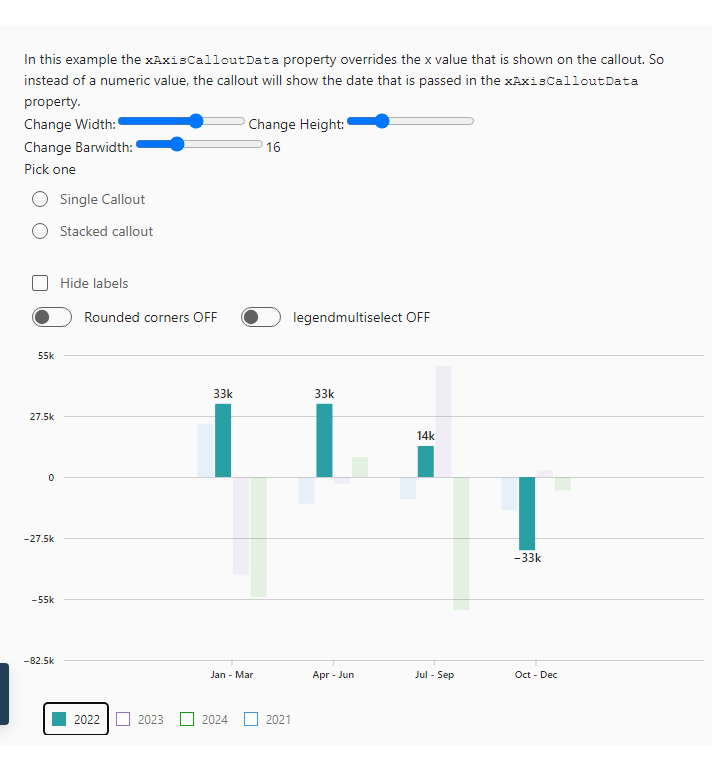 In this example the xAxisCalloutData property overrides the x value that is shown on the callout. So
instead of a numeric value, the callout will show the date that is passed in the xAxisCalloutData
property.
Change Width: Change Height:
Change Barwidth: 16
Pick one
Single Callout
Stacked callout
Hide labels
Rounded corners OFF legendmultiselect OFF
55k
33k 33k
27.5k
14k
0
−27.5k
−33k
−55k
−82.5k
Jan - Mar Apr - Jun Jul - Sep Oct - Dec
2022 2023 2024 2021